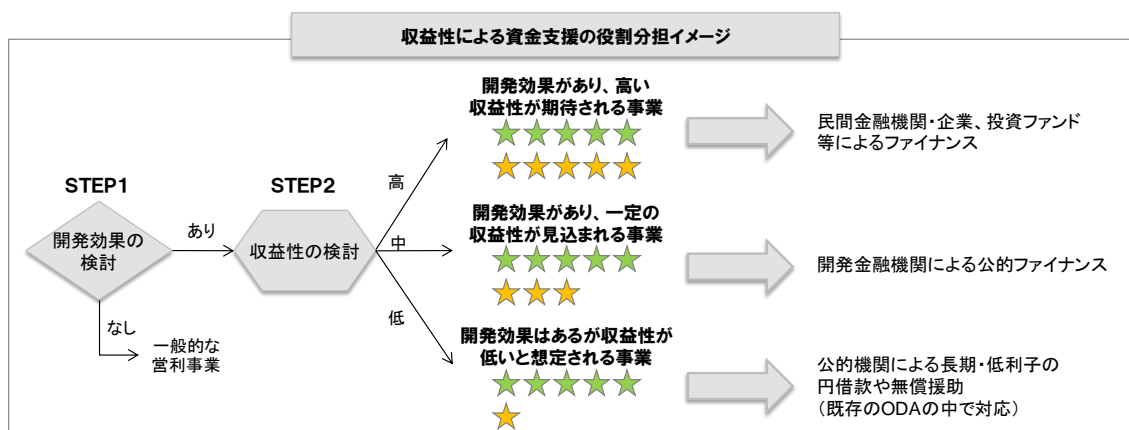 収益性による資金支援の役割分担イメージ
STEP1
開発効果の
検討
あり
なし
一般的な
営利事業
STEP2
収益性の検討
高
中
低
開発効果があり、高い
収益性が期待される事業
民間金融機関・企業、投資ファンド
等によるファイナンス
開発効果があり、一定の
収益性が見込まれる事業
開発金融機関による公的ファイナンス
開発効果はあるが収益性が
低いと想定される事業
公的機関による長期・低利子の
円借款や無償援助
（既存のODAの中で対応）